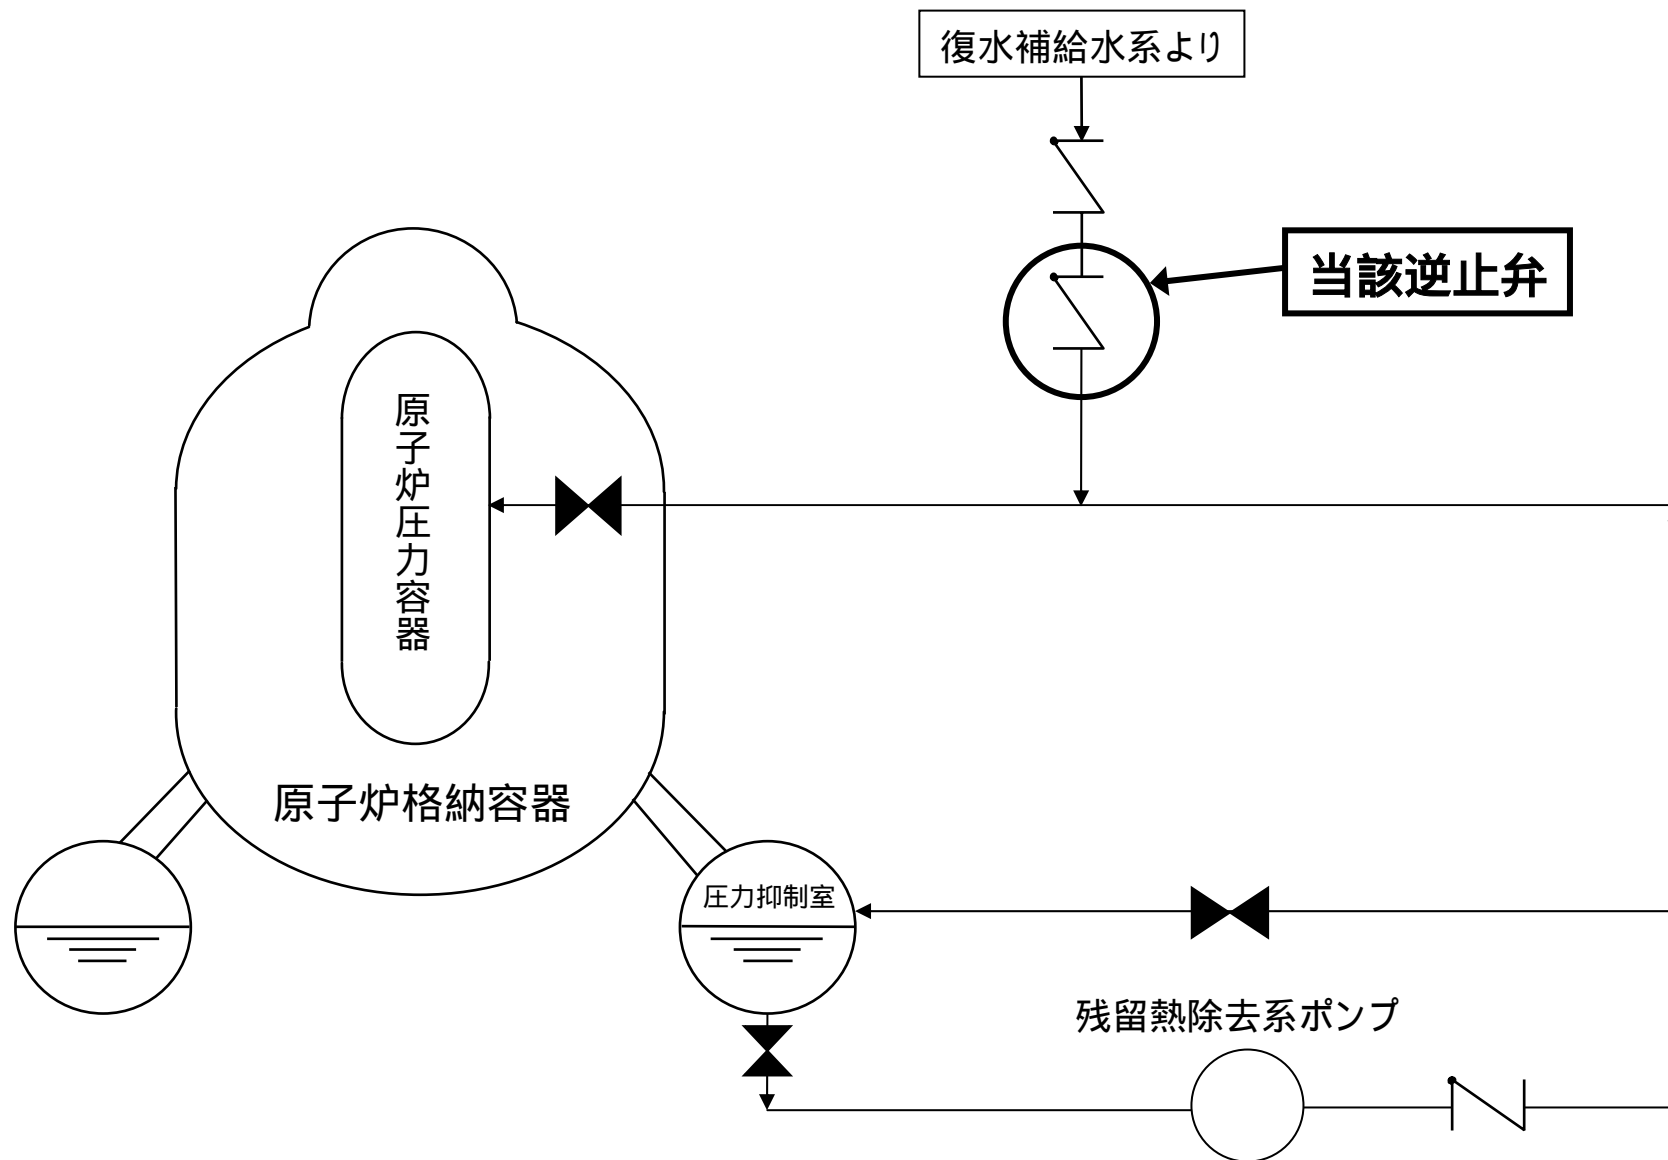 復水補給水系より
当該逆止弁
原子炉圧力容器
原子炉格納容器
圧力抑制室
残留熱除去系ポンプ